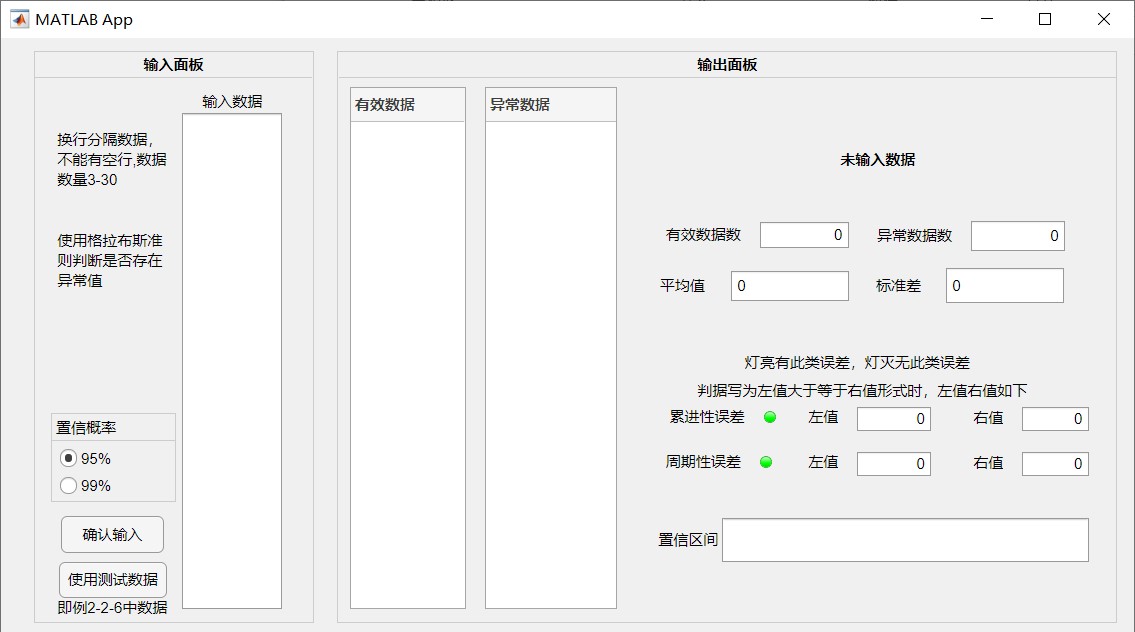 MATLAB App
输入面板
输入数据
换行分隔数据，
不能有空行,数据
数量3-30
使用格拉布斯准
则判断是否存在
异常值
置信概率
95%
99%
确认输入
使用测试数据
即例2-2-6中数据
输出面板
有效数据 异常数据
未输入数据
有效数据数 0 异常数据数 0
平均值 0 标准差 0
灯亮有此类误差，灯灭无此类误差
判据写为左值大于等于右值形式时，左值右值如下
累进性误差 左值 0 右值 0
周期性误差 左值 0 右值 0
置信区间